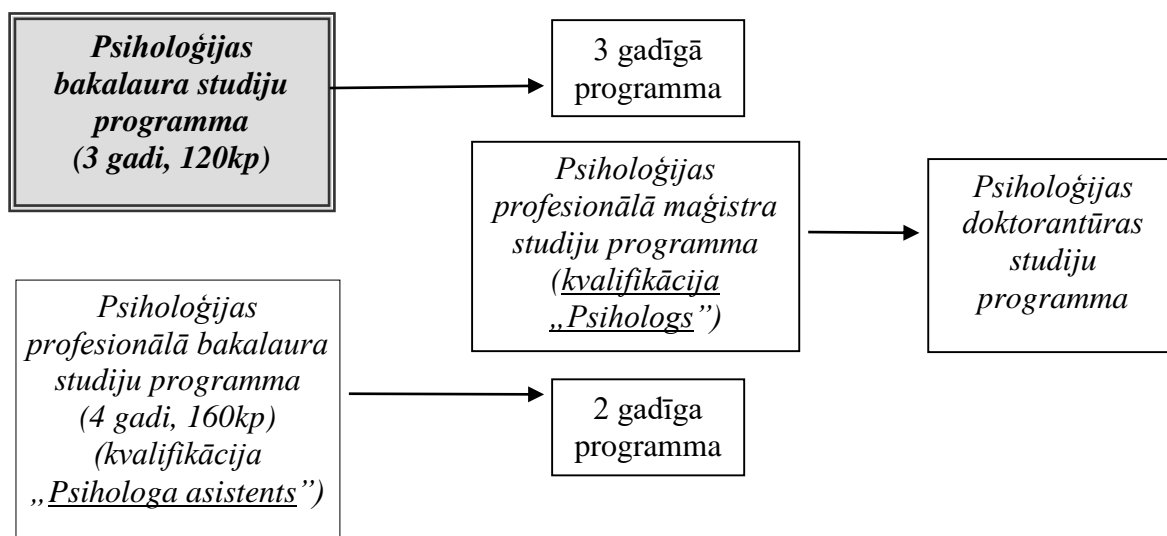 Psiholoģijas
bakalaura studiju
programma
(3 gadi, 120kp)
3 gadīgā
programma
Psiholoģijas
profesionālā maģistra
studiju programma
(kvalifikācija
„Psihologs”)
Psiholoģijas
doktorantūras
studiju
programma
Psiholoģijas
profesionālā bakalaura
studiju programma
(4 gadi, 160kp)
(kvalifikācija
„Psihologa asistents”)
2 gadīga
programma